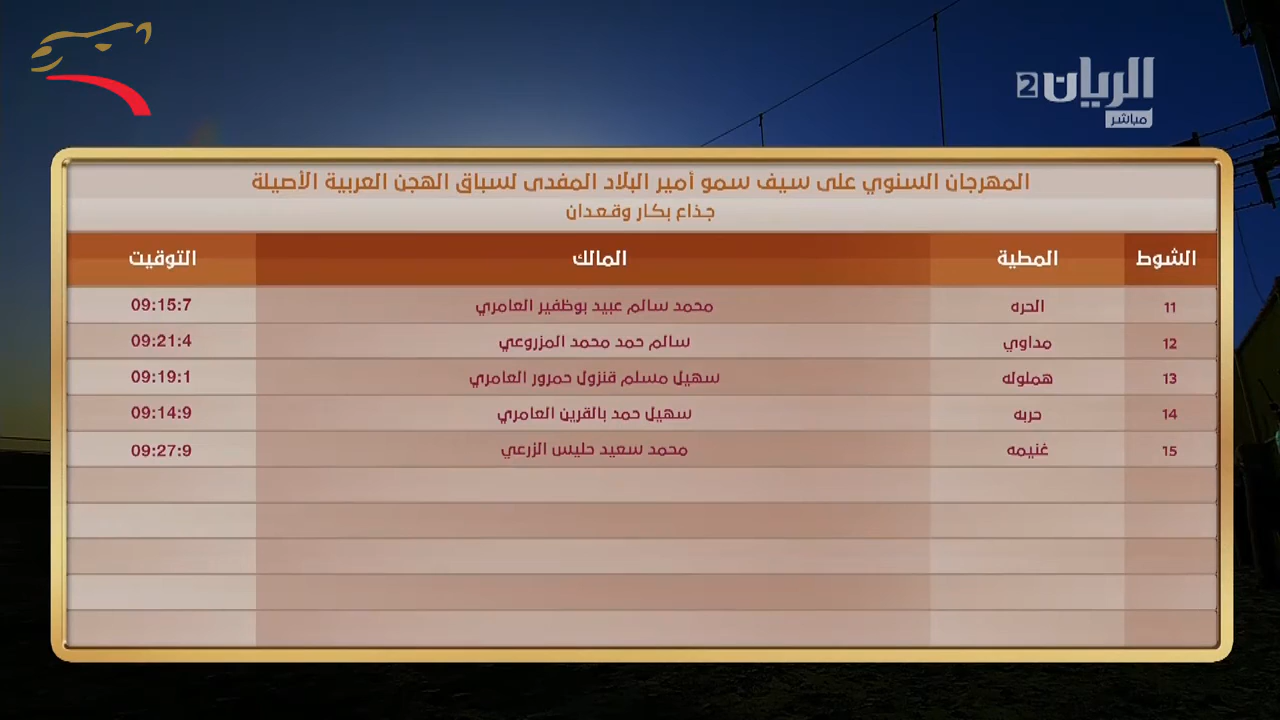 الريان 2
مباشر
المهرجان السنوي على سيف سمو أمير البلاد المفدى لسباق الهجن العربية الأصيلة
جذاع بكار وقعدان
الشوط المطية المالك التوقيت
11 الحره محمد سالم عبيد بوظفير العامري 09:15:7
12 مداوي سالم حمد محمد المزروعي 09:21:4
13 هملوله سهيل مسلم قنزول حمرور العامري 09:19:1
14 حربه سهيل حمد بالقرين العامري 09:14:9
15 غنيمه محمد سعيد حليس الزرعي 09:27:9